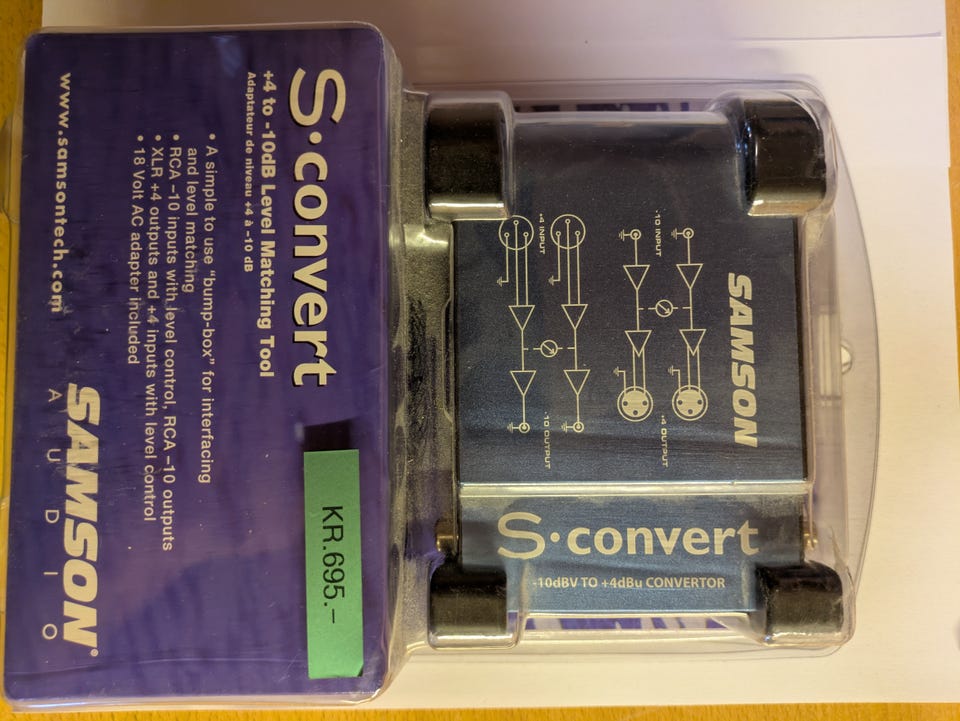 S•convert
+4 to -10dB Level Matching Tool
Adaptateur de niveau +4 à -10 dB
• A simple to use "bump-box" for interfacing
and level matching
• RCA -10 inputs with level control, RCA -10 outputs
• XLR +4 outputs and +4 inputs with level control
• 18 Volt AC adapter included
www.samsontech.com
SAMSON®
AUDIO
KR.695.-
SAMSON
-10 INPUT
+4 OUTPUT
+4 INPUT
-10 OUTPUT
S•convert
-10dBV TO +4dBu CONVERTOR